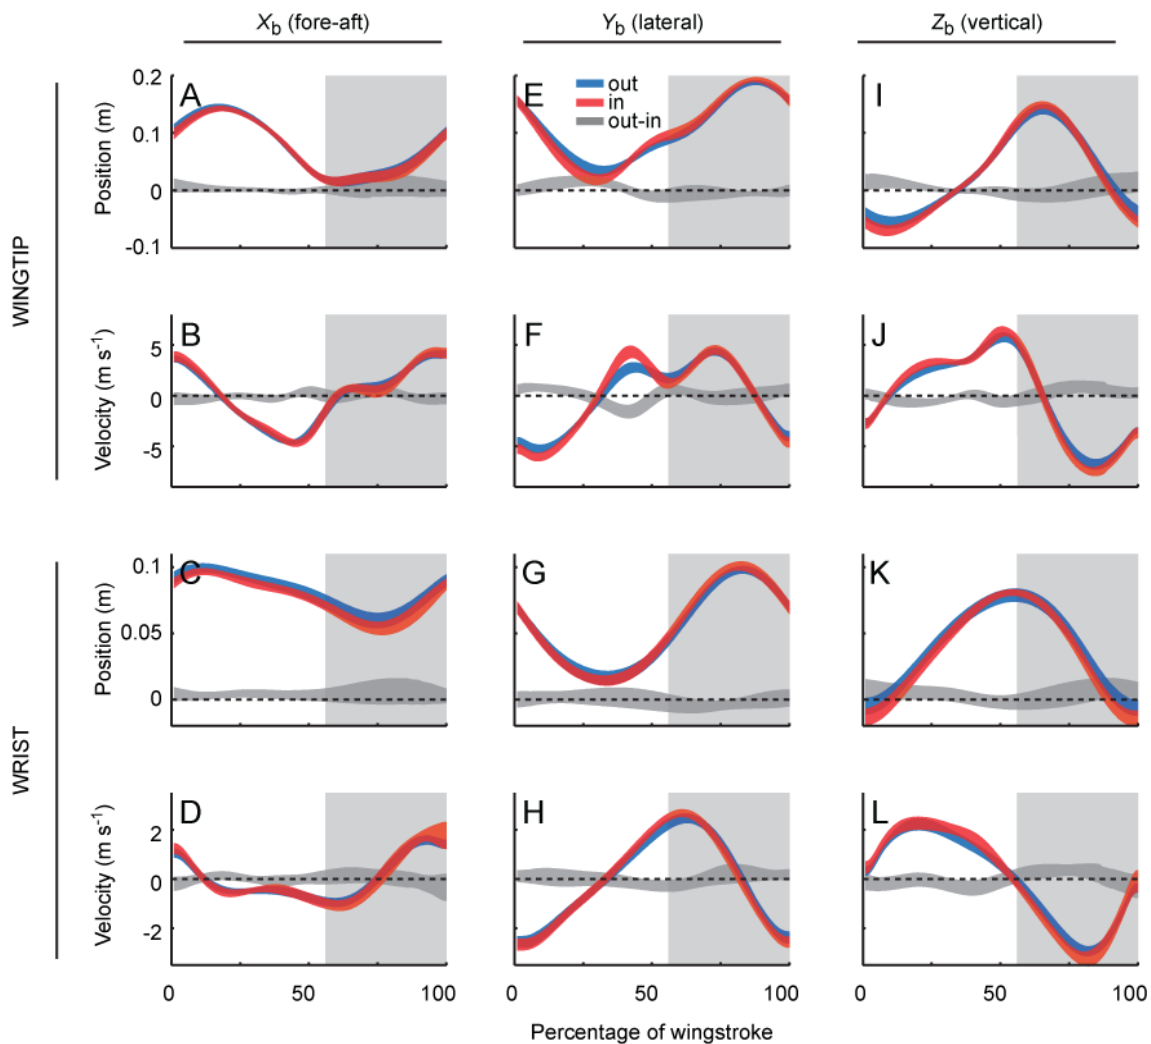 X_b (fore-aft) Y_b (lateral) Z_b (vertical)
WINGTIP
Position (m)
0.2
0.1
0
-0.1
A
E
out
in
out-in
I
Velocity (m s⁻¹)
5
0
-5
B
F
J
WRIST
Position (m)
0.1
0.05
0
C
G
K
Velocity (m s⁻¹)
2
0
-2
D
H
L
0 50 100 0 50 100 0 50 100
Percentage of wingstroke